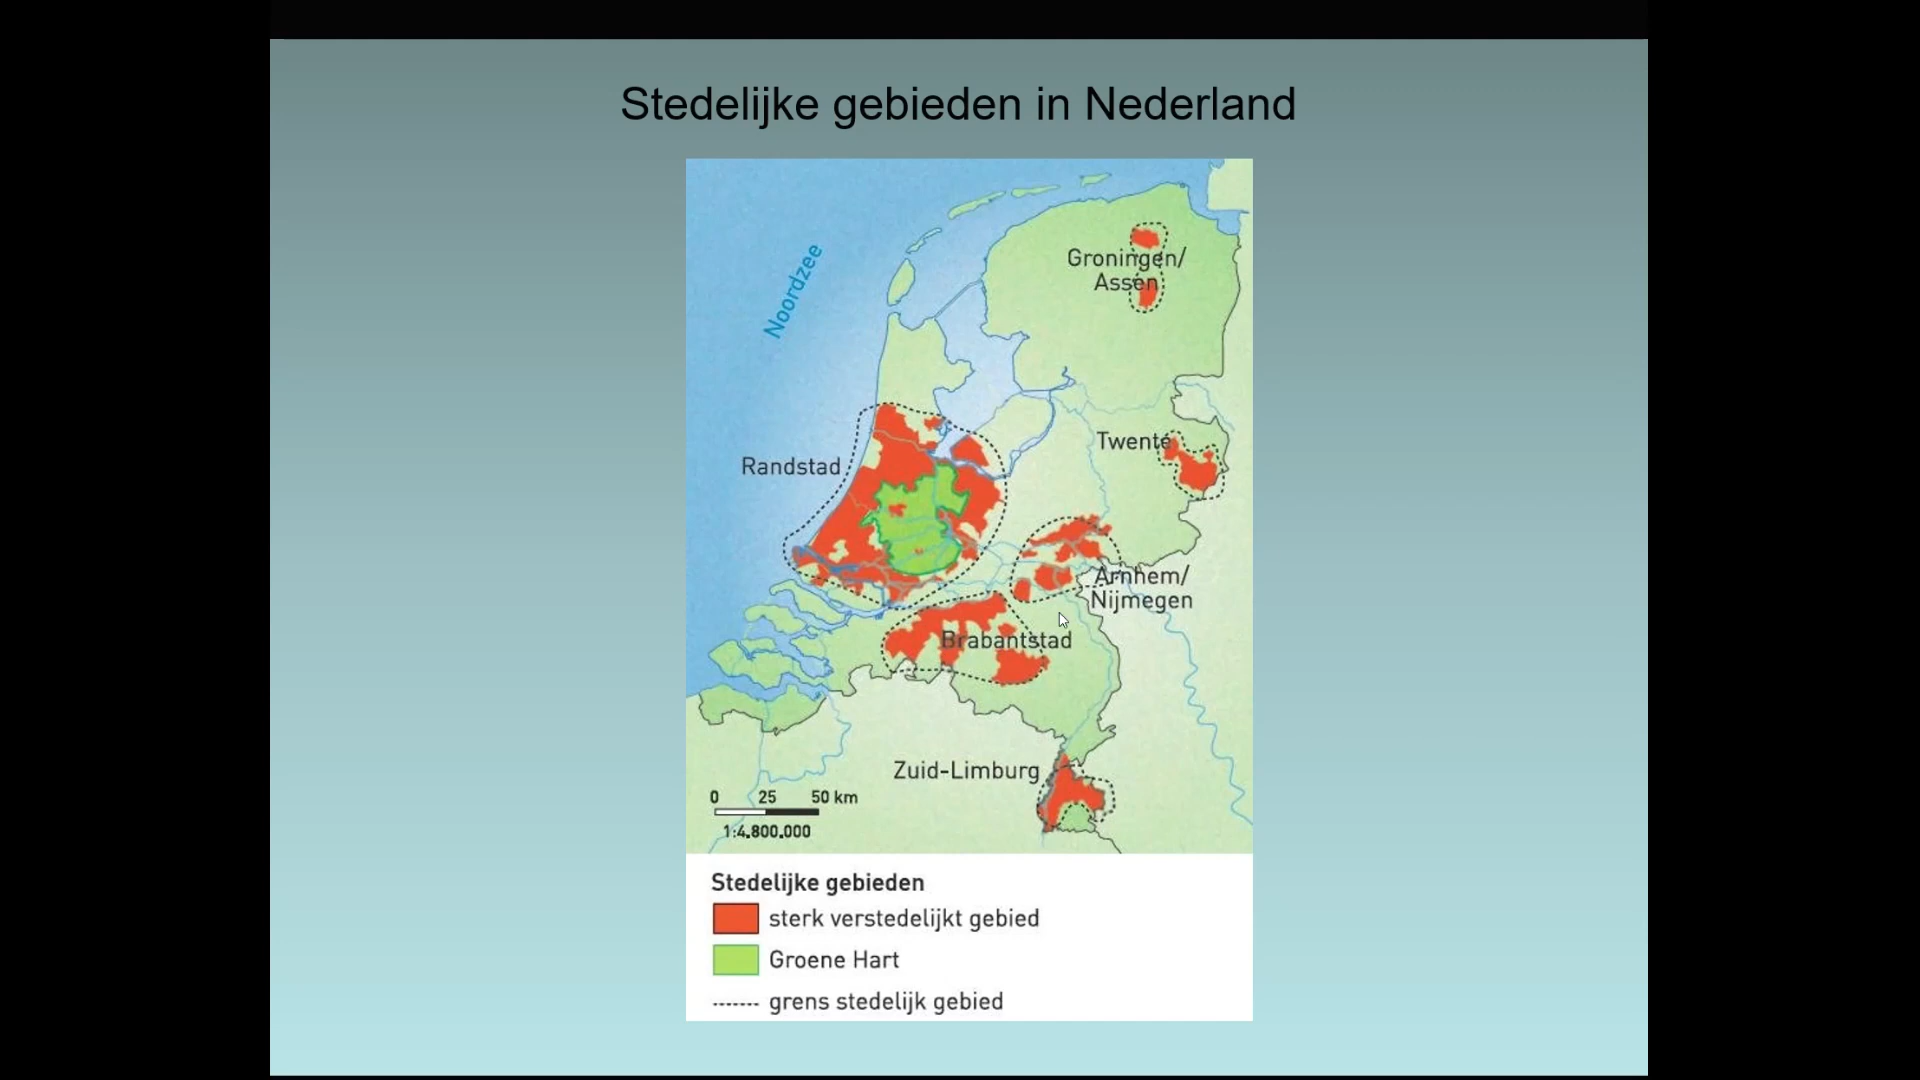 Stedelijke gebieden in Nederland
Noordzee
Groningen/
Assen
Randstad
Twente
Arnhem/
Nijmegen
Brabantstad
Zuid-Limburg
0 25 50 km
1:4.800.000
Stedelijke gebieden
sterk verstedelijkt gebied
Groene Hart
grens stedelijk gebied